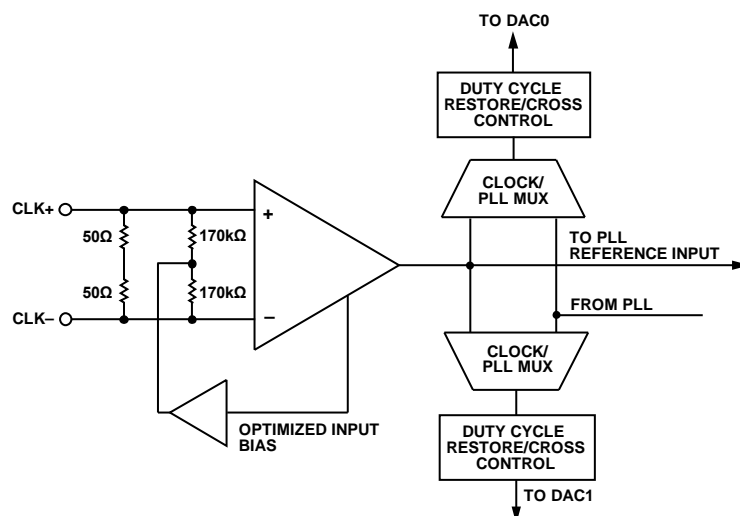 TO DAC0
DUTY CYCLE
RESTORE/CROSS
CONTROL
CLOCK/
PLL MUX
CLK+
50Ω
170kΩ
+
TO PLL
REFERENCE INPUT
50Ω
170kΩ
CLK–
–
FROM PLL
CLOCK/
PLL MUX
OPTIMIZED INPUT
BIAS
DUTY CYCLE
RESTORE/CROSS
CONTROL
TO DAC1